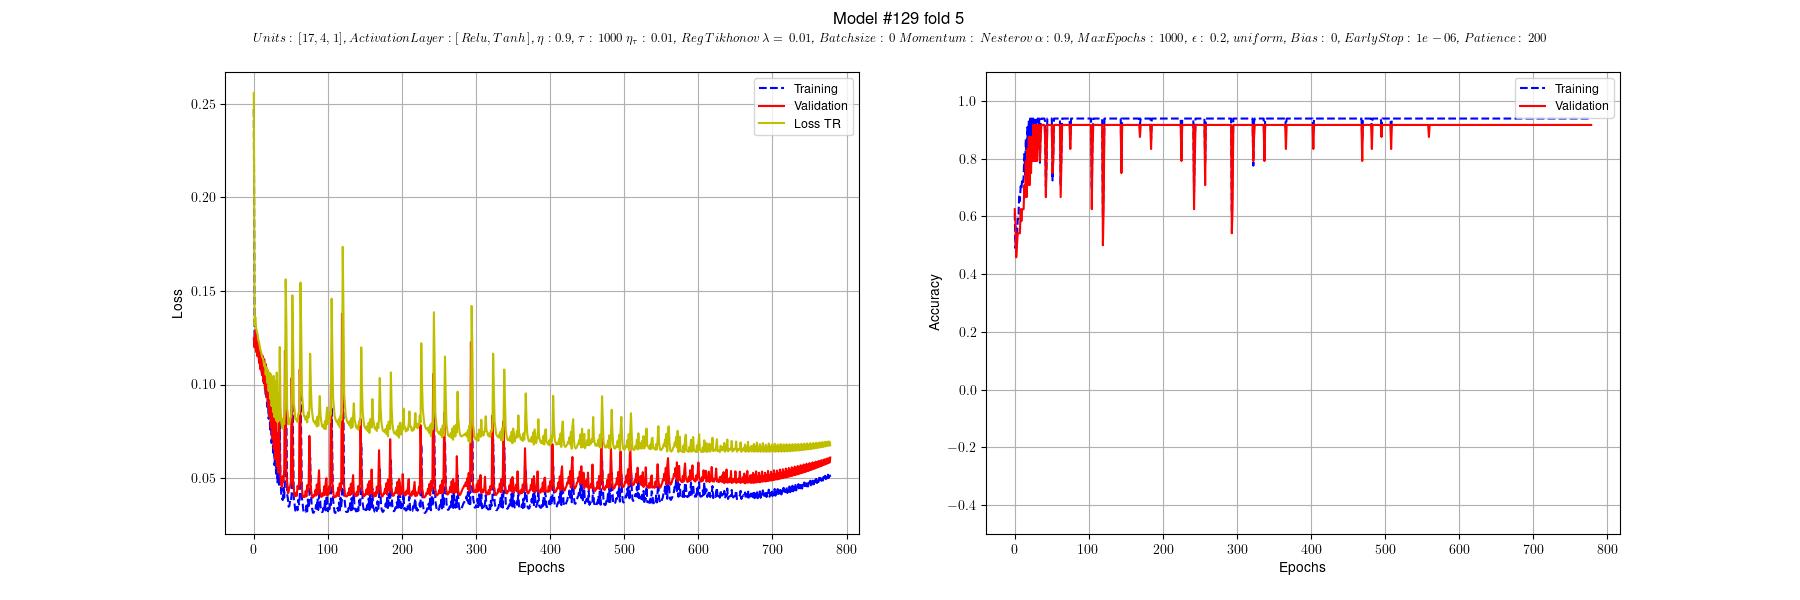 Model #129 fold 5
Units : [17, 4, 1], ActivationLayer : [ Relu, Tanh ], η : 0.9, τ : 1000 ητ : 0.01, RegTikhonov λ = 0.01, Batchsize : 0 Momentum : Nesterov α : 0.9, MaxEpochs : 1000, ϵ : 0.2, uniform, Bias : 0, EarlyStop : 1e − 06, Patience : 200
Loss
0.25
0.20
0.15
0.10
0.05
Training
Validation
Loss TR
0 100 200 300 400 500 600 700 800
Epochs
Accuracy
1.0
0.8
0.6
0.4
0.2
0.0
−0.2
−0.4
Training
Validation
0 100 200 300 400 500 600 700 800
Epochs